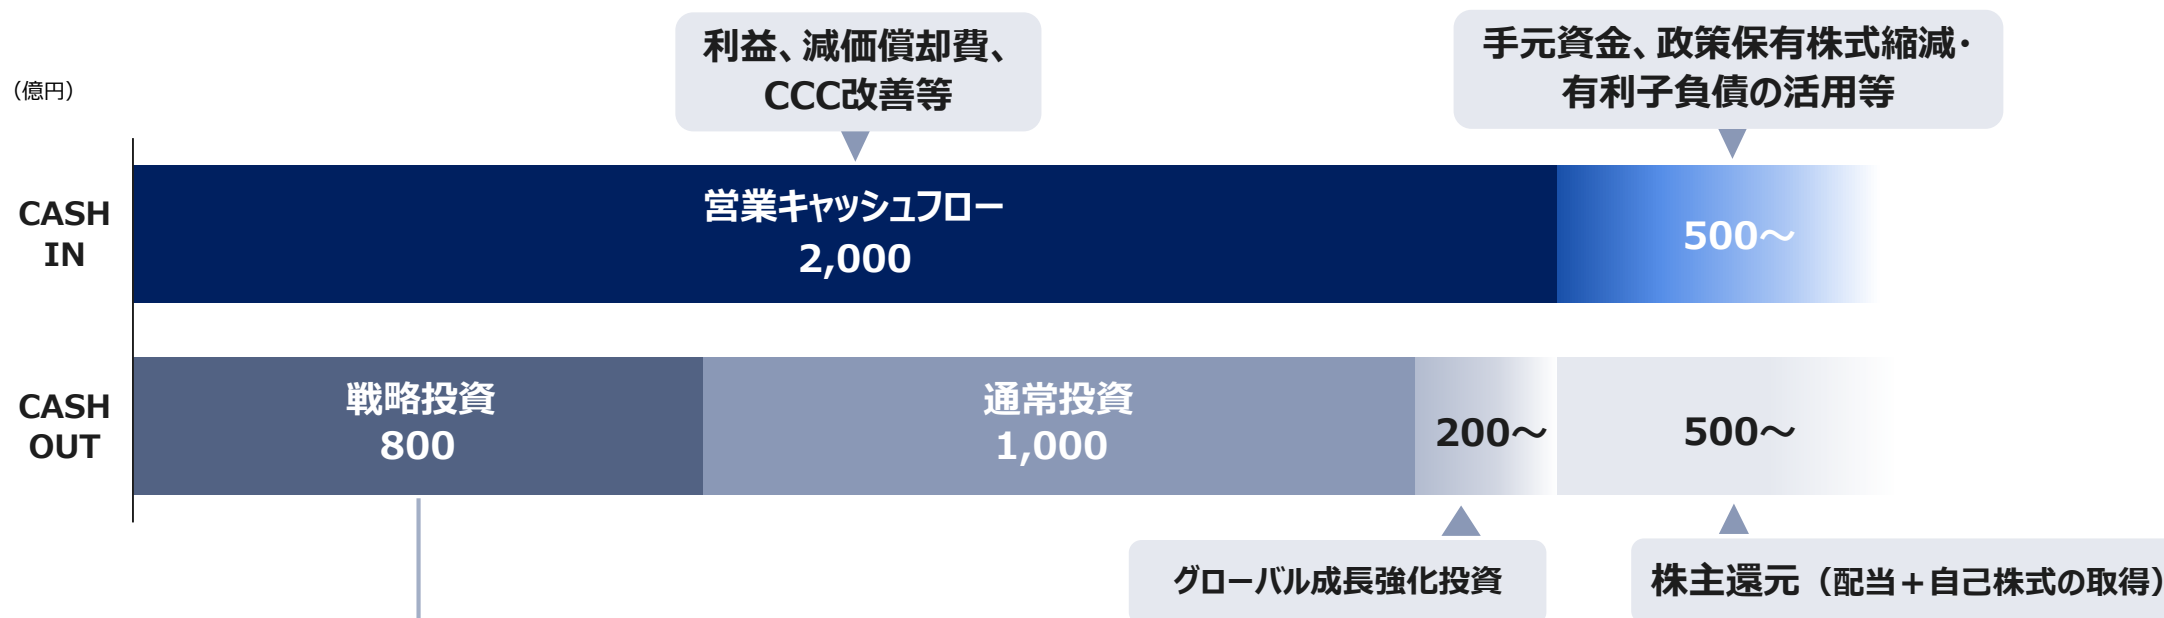 利益、減価償却費、
CCC改善等
手元資金、政策保有株式縮減・
有利子負債の活用等
（億円）
CASH
IN
営業キャッシュフロー
2,000
500～
CASH
OUT
戦略投資
800
通常投資
1,000
200～
500～
グローバル成長強化投資
株主還元（配当＋自己株式の取得）